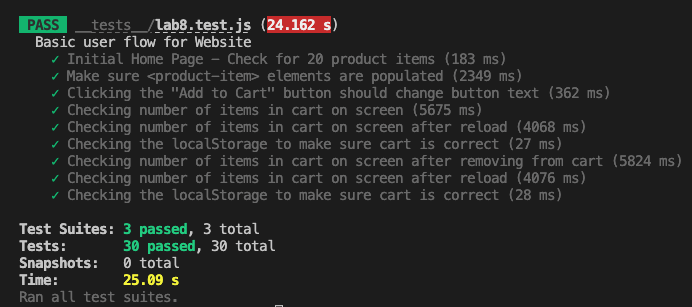 PASS __tests__/lab8.test.js (24.162 s)
Basic user flow for Website
✓ Initial Home Page – Check for 20 product items (183 ms)
✓ Make sure <product-item> elements are populated (2349 ms)
✓ Clicking the "Add to Cart" button should change button text (362 ms)
✓ Checking number of items in cart on screen (5675 ms)
✓ Checking number of items in cart on screen after reload (4068 ms)
✓ Checking the localStorage to make sure cart is correct (27 ms)
✓ Checking number of items in cart on screen after removing from cart (5824 ms)
✓ Checking number of items in cart on screen after reload (4076 ms)
✓ Checking the localStorage to make sure cart is correct (28 ms)
Test Suites: 3 passed, 3 total
Tests: 30 passed, 30 total
Snapshots: 0 total
Time: 25.09 s
Ran all test suites.